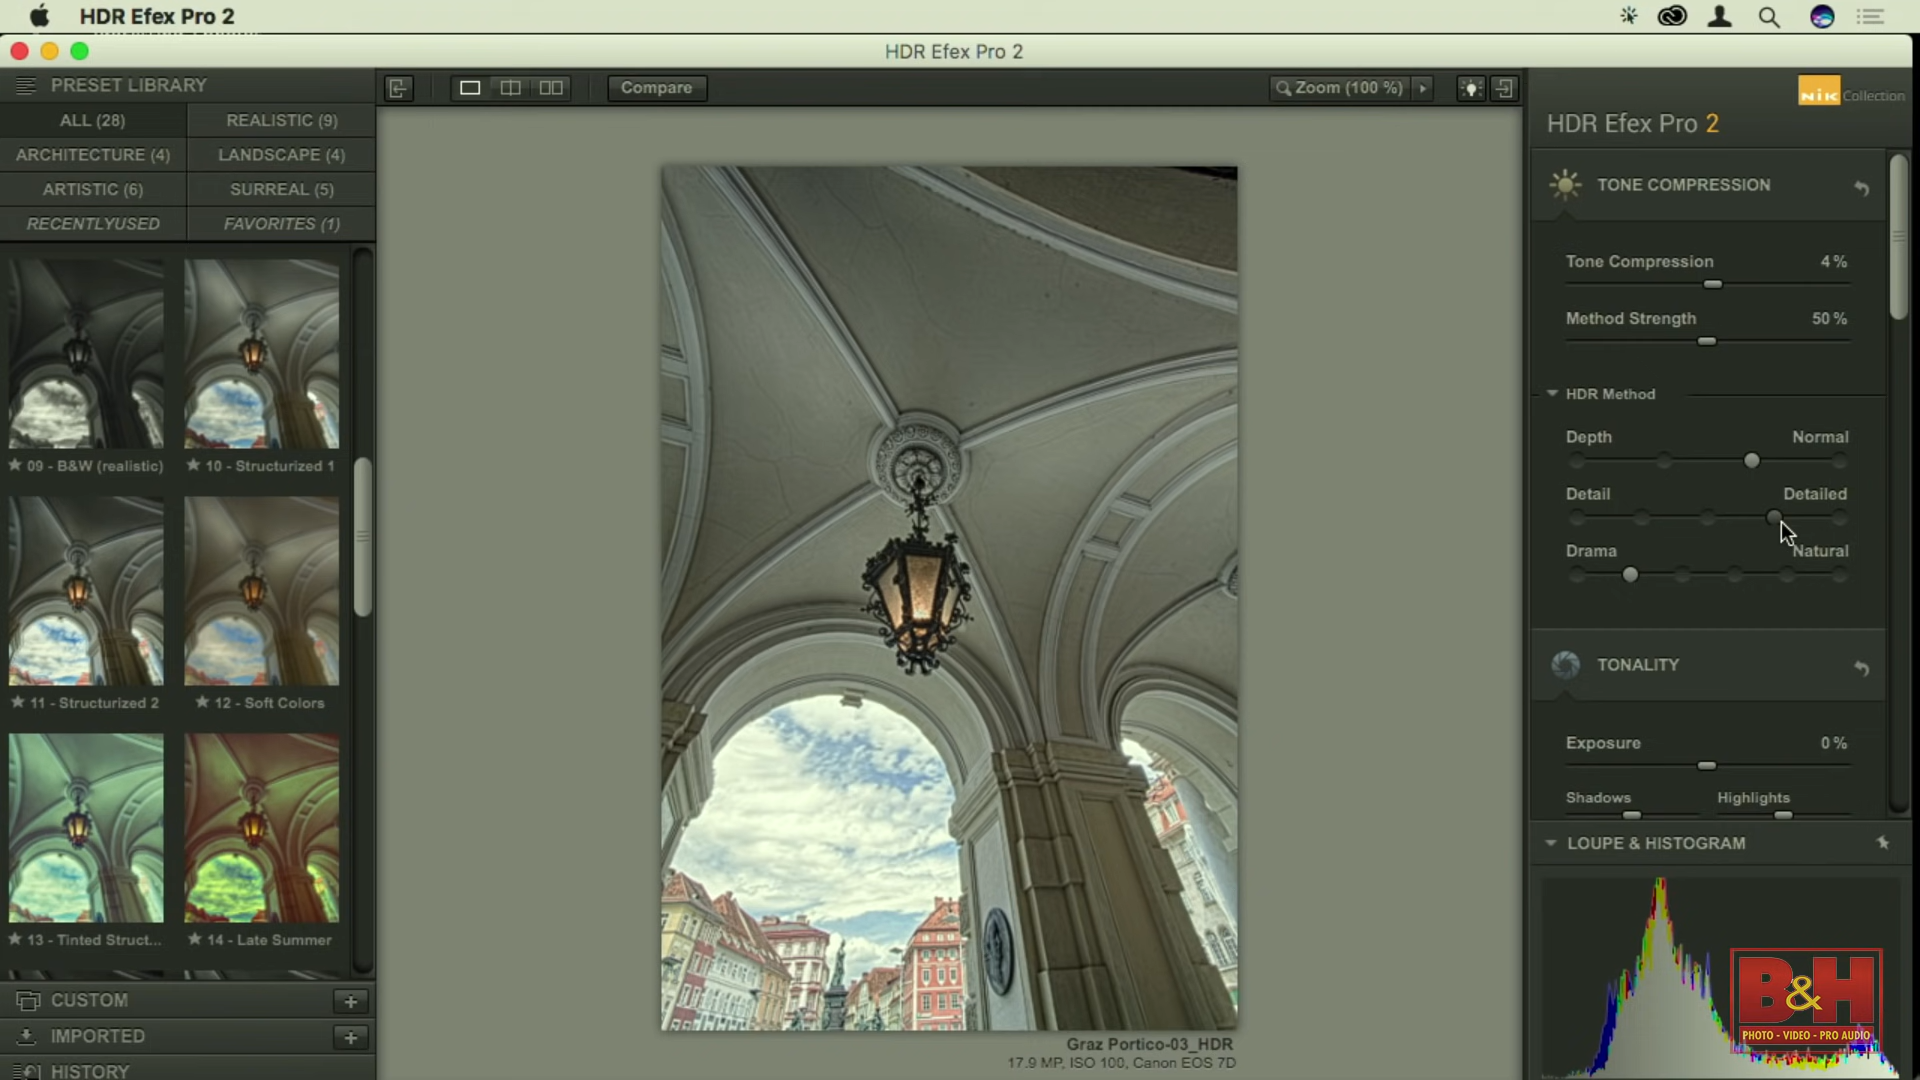 HDR Efex Pro 2
HDR Efex Pro 2
PRESET LIBRARY
ALL (28)
REALISTIC (9)
ARCHITECTURE (4)
LANDSCAPE (4)
ARTISTIC (6)
SURREAL (5)
RECENTLYUSED
FAVORITES (1)
09 - B&W (realistic)
10 - Structurized 1
11 - Structurized 2
12 - Soft Colors
13 - Tinted Struct...
14 - Late Summer
CUSTOM
IMPORTED
HISTORY
Compare
Zoom (100 %)
Graz Portico-03_HDR
17.9 MP, ISO 100, Canon EOS 7D
nik Collection
HDR Efex Pro 2
TONE COMPRESSION
Tone Compression 4 %
Method Strength 50 %
HDR Method
Depth Normal
Detail Detailed
Drama Natural
TONALITY
Exposure 0 %
Shadows Highlights
LOUPE & HISTOGRAM
B&H
PHOTO - VIDEO - PRO AUDIO